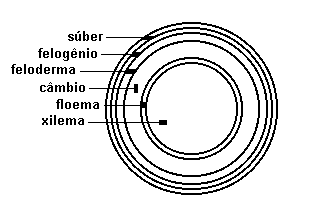 súber
felogênio
feloderma
câmbio
floema
xilema